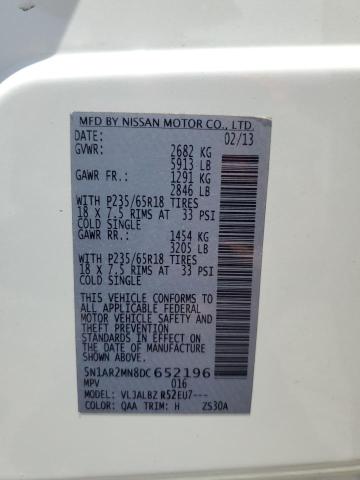 MFD BY NISSAN MOTOR CO., LTD.
DATE: 02/13
GVWR: 2682 KG
5913 LB
GAWR FR.: 1291 KG
2846 LB
WITH P235/65R18 TIRES
18 X 7.5 RIMS AT 33 PSI
COLD SINGLE
GAWR RR.: 1454 KG
3205 LB
WITH P235/65R18 TIRES
18 X 7.5 RIMS AT 33 PSI
COLD SINGLE
THIS VEHICLE CONFORMS TO
ALL APPLICABLE FEDERAL
MOTOR VEHICLE SAFETY
STANDARDS IN EFFECT ON
THE DATE OF MANUFACTURE
SHOWN ABOVE.
5N1AR2MN8DC652196
MPV 016
MODEL: VLJALBZ R52EU7---
COLOR: QAA TRIM: H ZS30A